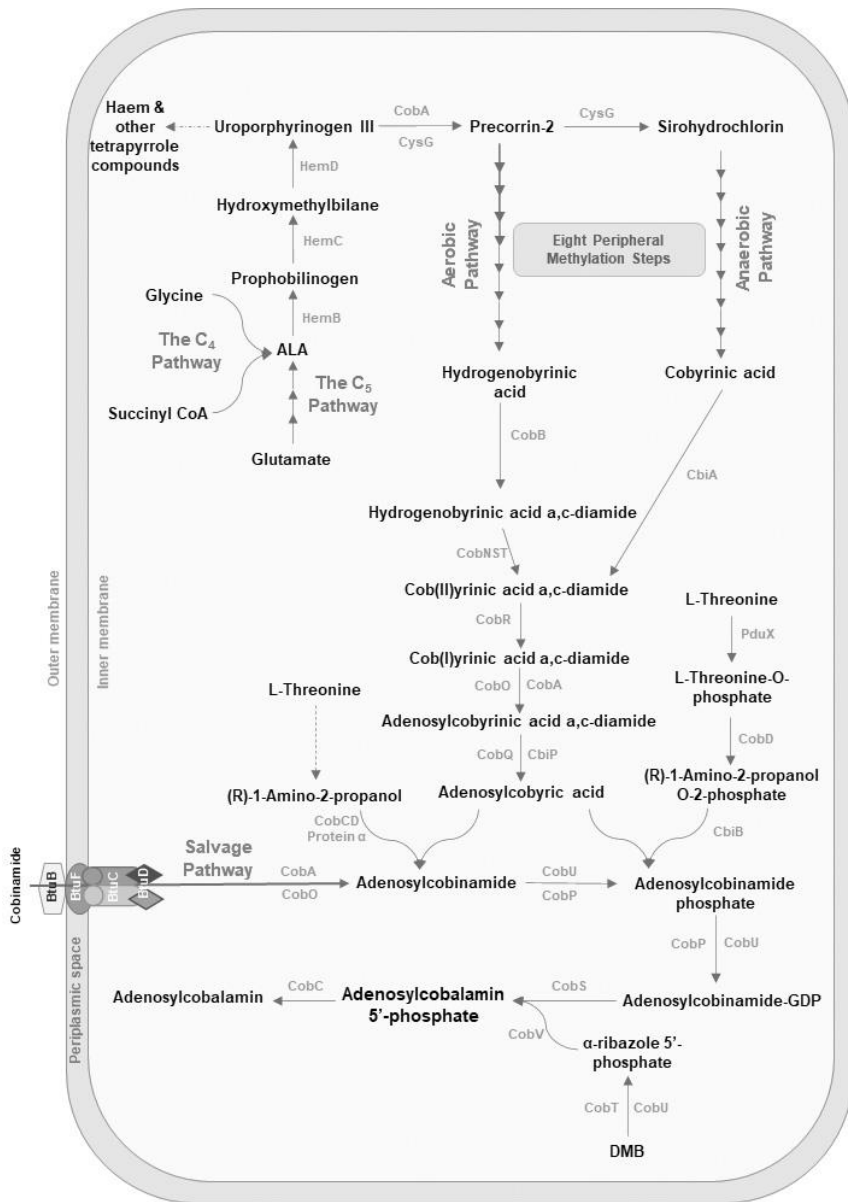 Haem &
other
tetrapyrrole
compounds
Uroporphyrinogen III
CobA
CysG
Precorrin-2
CysG
Sirohydrochlorin
HemD
Hydroxymethylbilane
HemC
Prophobilinogen
Glycine
HemB
The C4
Pathway
ALA
The C5
Pathway
Succinyl CoA
Glutamate
Aerobic
Pathway
Eight Peripheral
Methylation Steps
Anaerobic
Pathway
Hydrogenobyrinic
acid
Cobyrinic acid
CobB
CbiA
Hydrogenobyrinic acid a,c-diamide
CobNST
Cob(II)yrinic acid a,c-diamide
CobR
Cob(I)yrinic acid a,c-diamide
CobO
CobA
Adenosylcobyrinic acid a,c-diamide
CobQ
CbiP
Adenosylcobyric acid
L-Threonine
PduX
L-Threonine-O-
phosphate
CobD
(R)-1-Amino-2-propanol
O-2-phosphate
CbiB
L-Threonine
(R)-1-Amino-2-propanol
CobCD
Protein α
Outer membrane
Inner membrane
Periplasmic space
Cobinamide
BtuB
BtuF
BtuC
BtuD
Salvage
Pathway
CobA
CobO
Adenosylcobinamide
CobU
CobP
Adenosylcobinamide
phosphate
CobP
CobU
Adenosylcobinamide-GDP
CobS
Adenosylcobalamin
5’-phosphate
CobC
Adenosylcobalamin
CobV
α-ribazole 5’-
phosphate
CobT
CobU
DMB